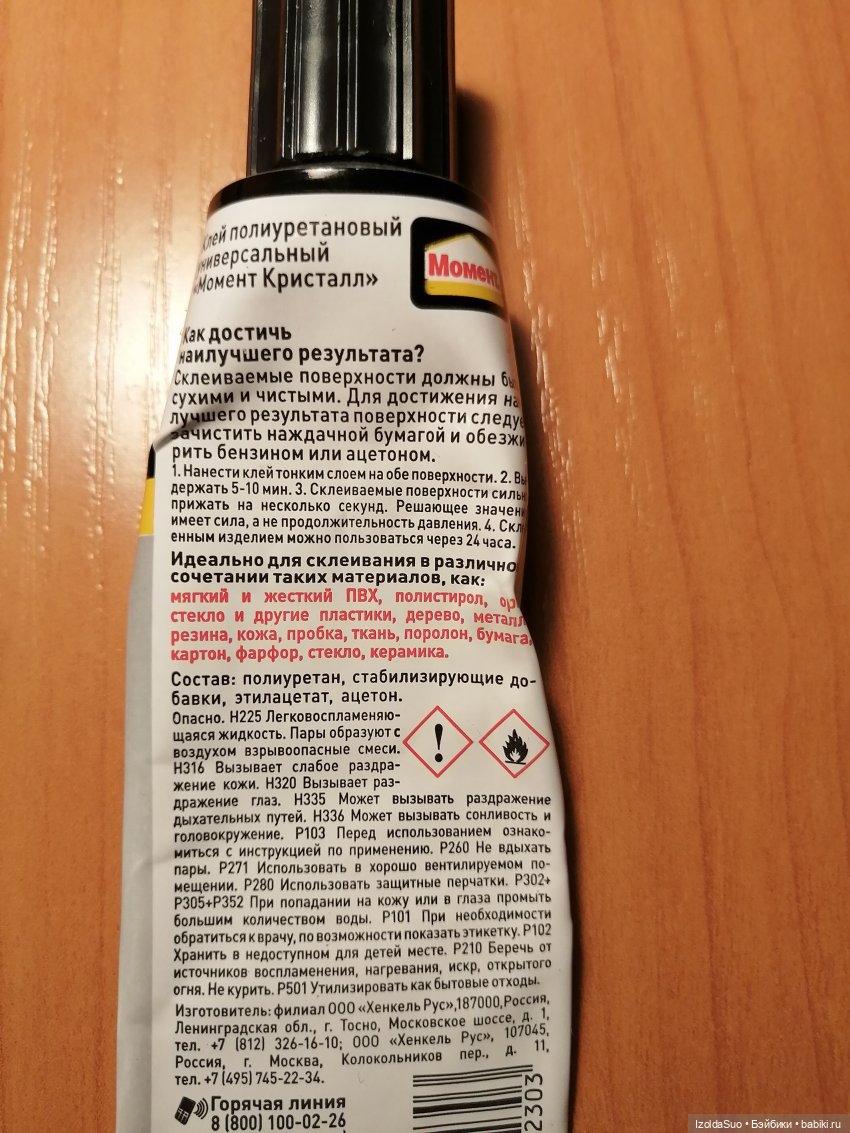 Клей полиуретановый
универсальный
«Момент Кристалл»
Момент
Как достичь
наилучшего результата?
Склеиваемые поверхности должны бы
сухими и чистыми. Для достижения на
лучшего результата поверхности следуе
зачистить наждачной бумагой и обезжи
рить бензином или ацетоном.
1. Нанести клей тонким слоем на обе поверхности. 2. Вы
держать 5-10 мин. 3. Склеиваемые поверхности сильн
прижать на несколько секунд. Решающее значен
имеет сила, а не продолжительность давления. 4. Скл
енным изделием можно пользоваться через 24 часа.
Идеально для склеивания в различно
сочетании таких материалов, как:
мягкий и жесткий ПВХ, полистирол, ор
стекло и другие пластики, дерево, металл
резина, кожа, пробка, ткань, поролон, бумага,
картон, фарфор, стекло, керамика.
Состав: полиуретан, стабилизирующие до-
бавки, этилацетат, ацетон.
Опасно. H225 Легковоспламеняю-
щаяся жидкость. Пары образуют с
воздухом взрывоопасные смеси.
H316 Вызывает слабое раздра-
жение кожи. H320 Вызывает раз-
дражение глаз. H335 Может вызывать раздражение
дыхательных путей. H336 Может вызывать сонливость и
головокружение. P103 Перед использованием ознако-
миться с инструкцией по применению. P260 Не вдыхать
пары. P271 Использовать в хорошо вентилируемом по-
мещении. P280 Использовать защитные перчатки. P302+
P305+P352 При попадании на кожу или в глаза промыть
большим количеством воды. P101 При необходимости
обратиться к врачу, по возможности показать этикетку. P102
Хранить в недоступном для детей месте. P210 Беречь от
источников воспламенения, нагревания, искр, открытого
огня. Не курить. P501 Утилизировать как бытовые отходы.
Изготовитель: филиал ООО «Хенкель Рус»,187000,Россия,
Ленинградская обл., г. Тосно, Московское шоссе, д. 1,
тел. +7 (812) 326-16-10; ООО «Хенкель Рус», 107045,
Россия, г. Москва, Колокольников пер., д. 11,
тел. +7 (495) 745-22-34.
Горячая линия
8 (800) 100-02-26
2303
IzoldaSuo • Бэйбики • babiki.ru